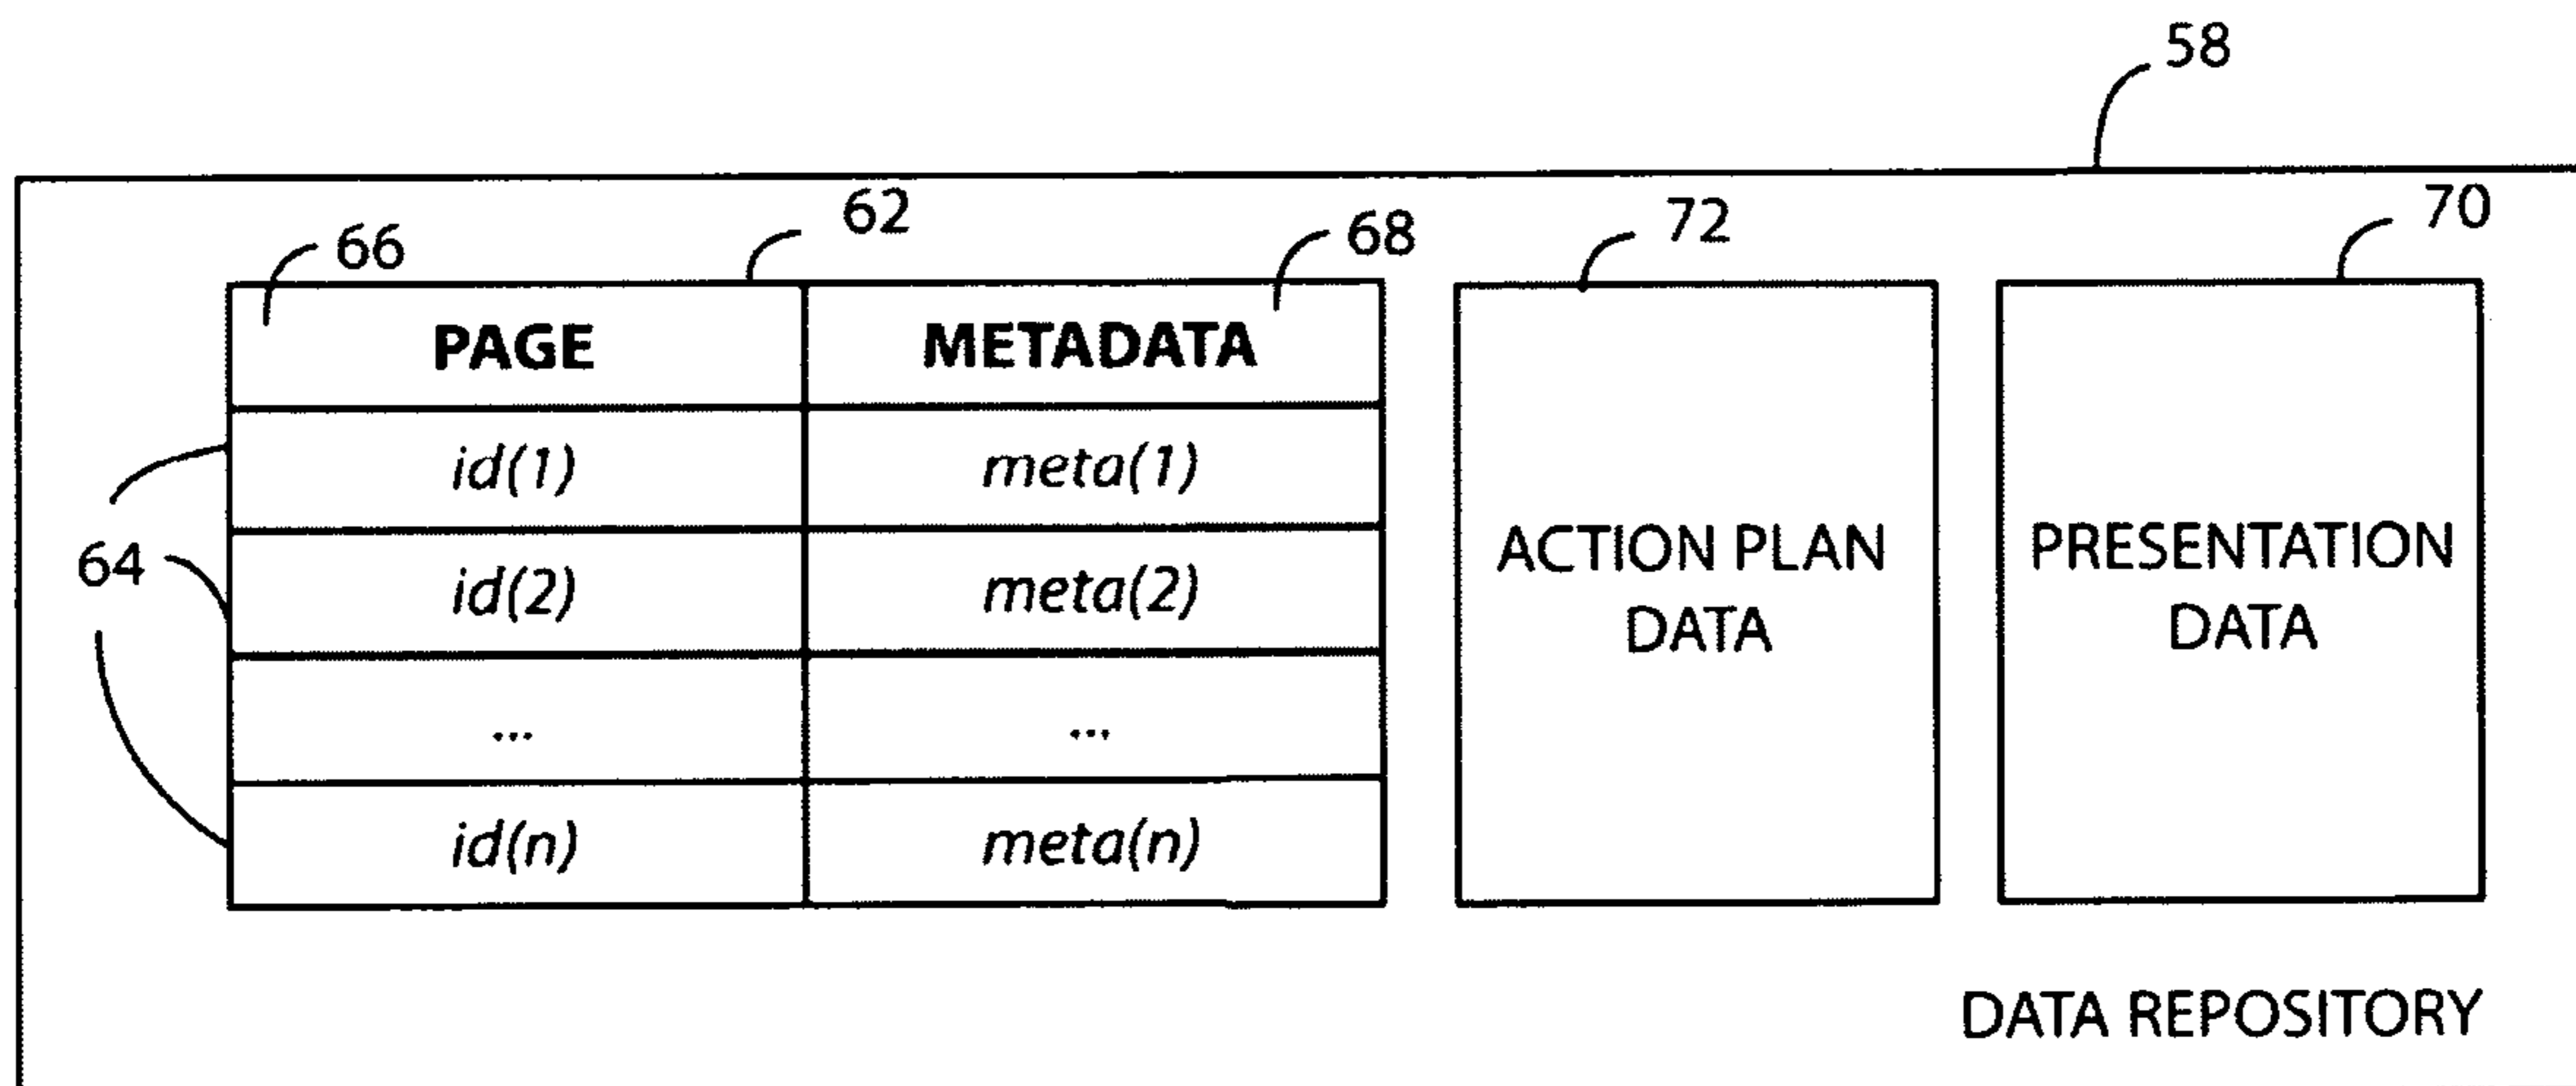 58
66 62 68 72 70
PAGE METADATA
id(1) meta(1)
64
id(2) meta(2)
... ...
id(n) meta(n)
ACTION PLAN
DATA
PRESENTATION
DATA
DATA REPOSITORY